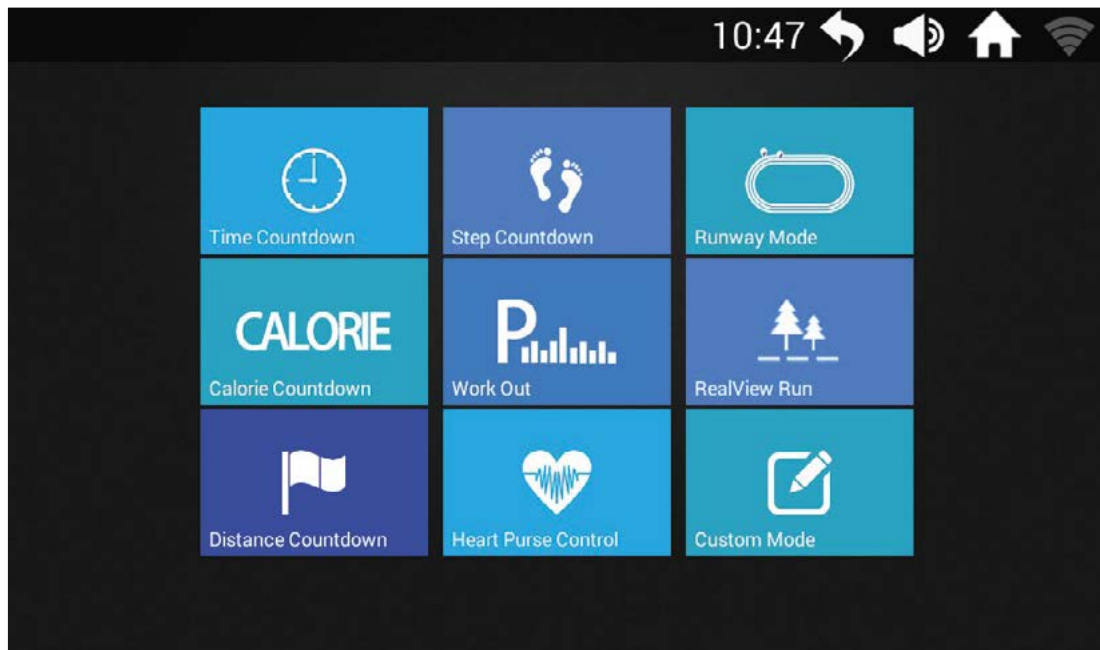 10:47
Time Countdown
Step Countdown
Runway Mode
CALORIE
Calorie Countdown
P
Work Out
RealView Run
Distance Countdown
Heart Purse Control
Custom Mode